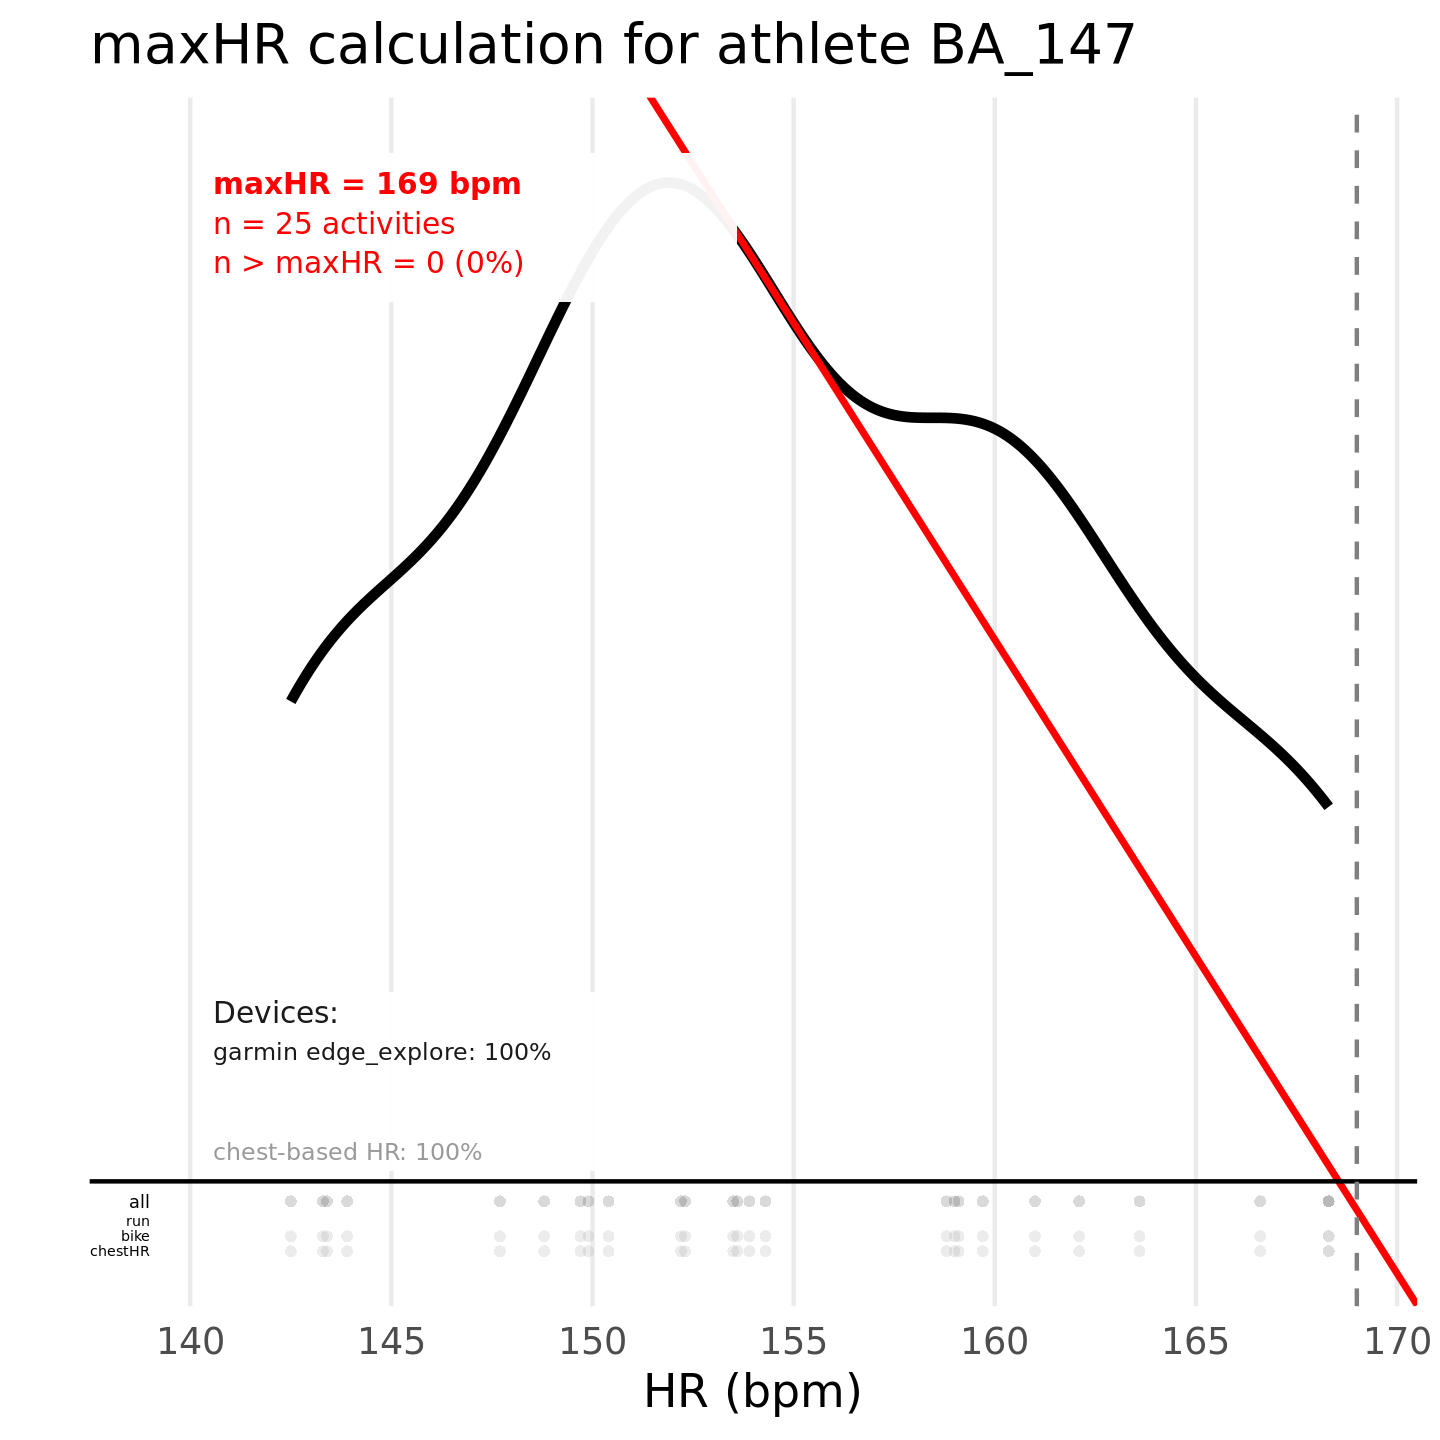 maxHR calculation for athlete BA_147
maxHR = 169 bpm
n = 25 activities
n > maxHR = 0 (0%)
Devices:
garmin edge_explore: 100%
chest-based HR: 100%
all
run
bike
chestHR
140 145 150 155 160 165 170
HR (bpm)